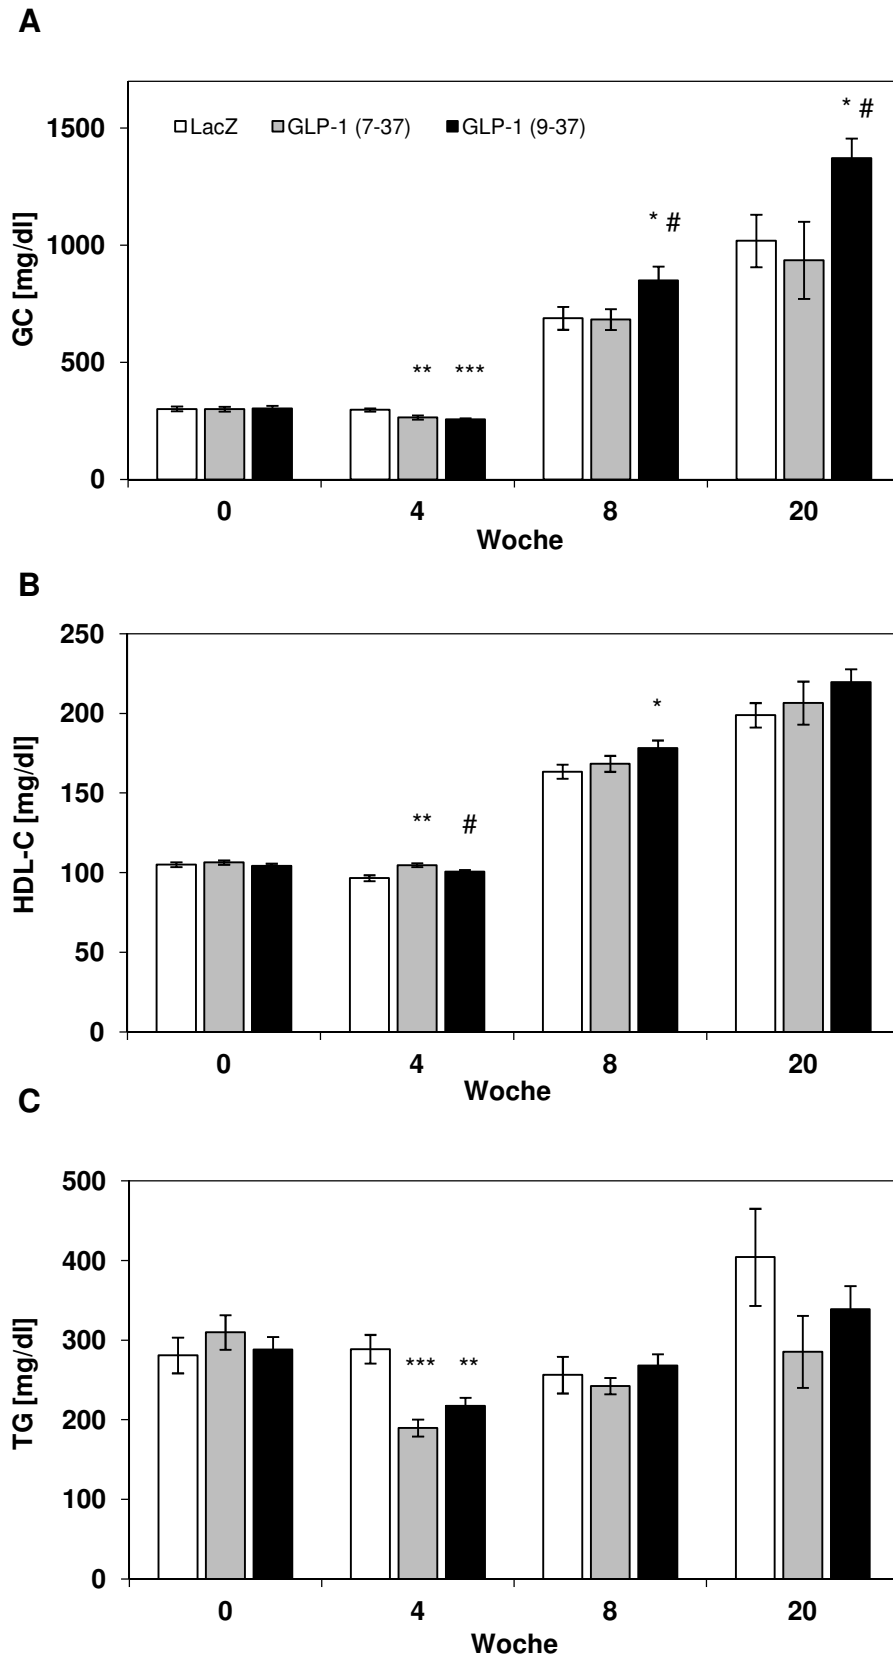 A
* #
LacZ GLP-1 (7-37) GLP-1 (9-37)
1500
* #
1000
GC [mg/dl]
500
** ***
0
0 4 8 20
Woche
B
250
200
*
150
HDL-C [mg/dl]
** #
100
50
0
0 4 8 20
Woche
C
500
400
300
*** **
TG [mg/dl]
200
100
0
0 4 8 20
Woche